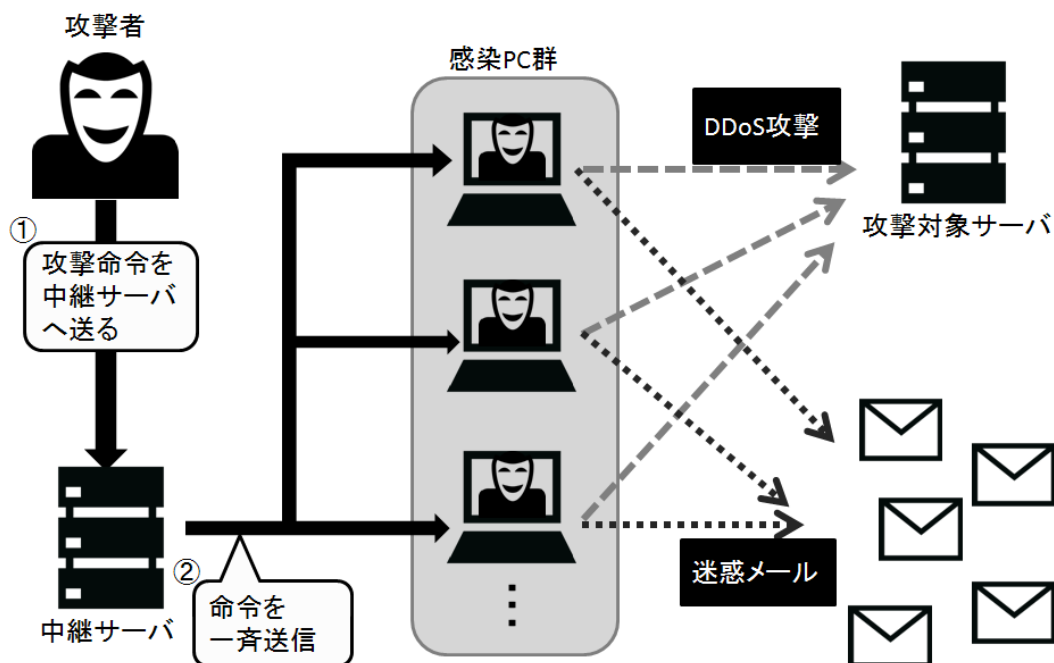 攻撃者
①
攻撃命令を
中継サーバ
へ送る
中継サーバ
②
命令を
一斉送信
感染PC群
DDoS攻撃
攻撃対象サーバ
迷惑メール